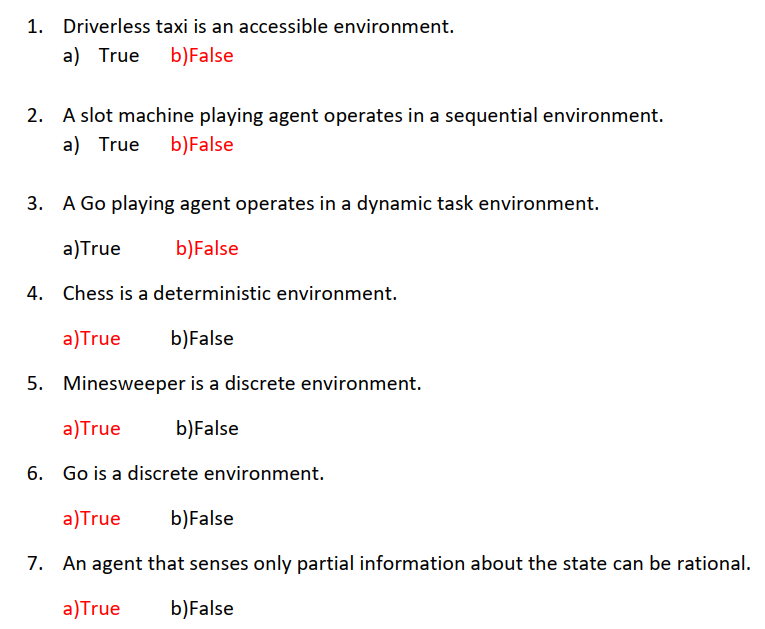 1. Driverless taxi is an accessible environment.
a) True b)False
2. A slot machine playing agent operates in a sequential environment.
a) True b)False
3. A Go playing agent operates in a dynamic task environment.
a)True b)False
4. Chess is a deterministic environment.
a)True b)False
5. Minesweeper is a discrete environment.
a)True b)False
6. Go is a discrete environment.
a)True b)False
7. An agent that senses only partial information about the state can be rational.
a)True b)False